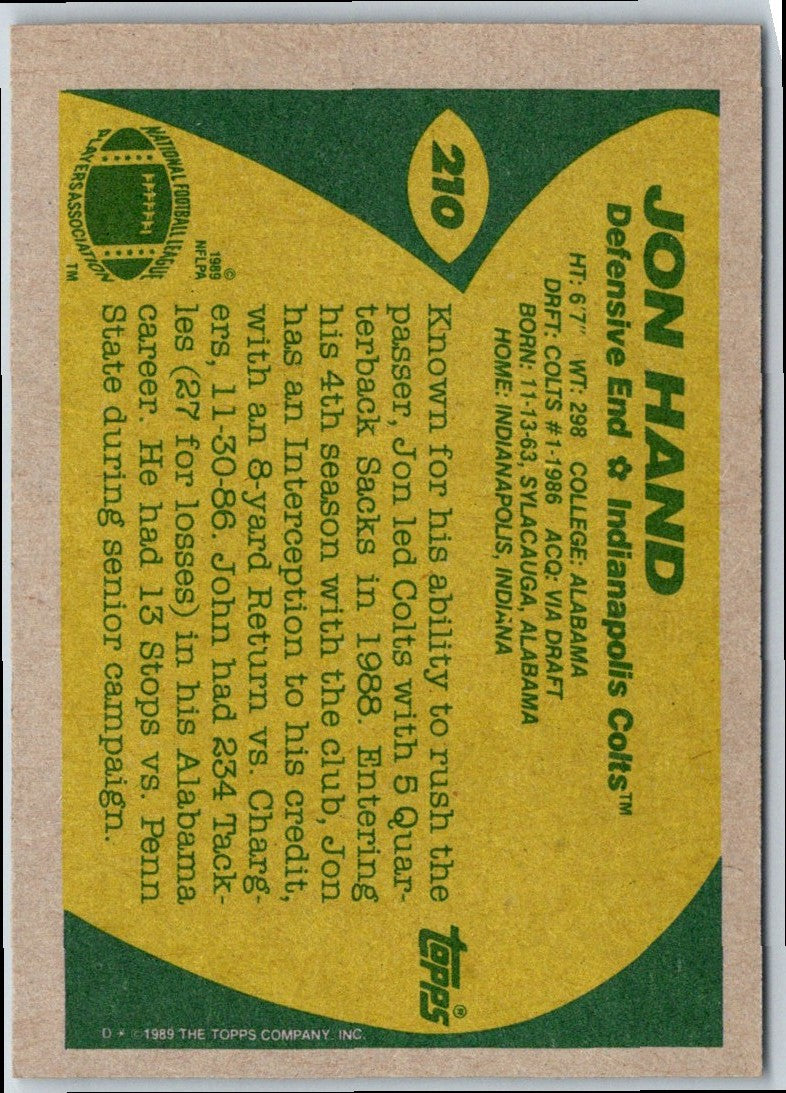 210
JON HAND
Defensive End ✿ Indianapolis Colts™
HT: 6'7" WT: 298 COLLEGE: ALABAMA
DRFT: COLTS #1-1986 ACQ: VIA DRAFT
BORN: 11-13-63, SYLACAUGA, ALABAMA
HOME: INDIANAPOLIS, INDIANA
Known for his ability to rush the
passer, Jon led Colts with 5 Quar-
terback Sacks in 1988. Entering
his 4th season with the club, Jon
has an Interception to his credit,
with an 8-yard Return vs. Charg-
ers, 11-30-86. John had 234 Tack-
les (27 for losses) in his Alabama
career. He had 13 Stops vs. Penn
State during senior campaign.
NATIONAL FOOTBALL LEAGUE
PLAYERS ASSOCIATION
TM
©
1989
NFLPA
topps®
D * ©1989 THE TOPPS COMPANY, INC.